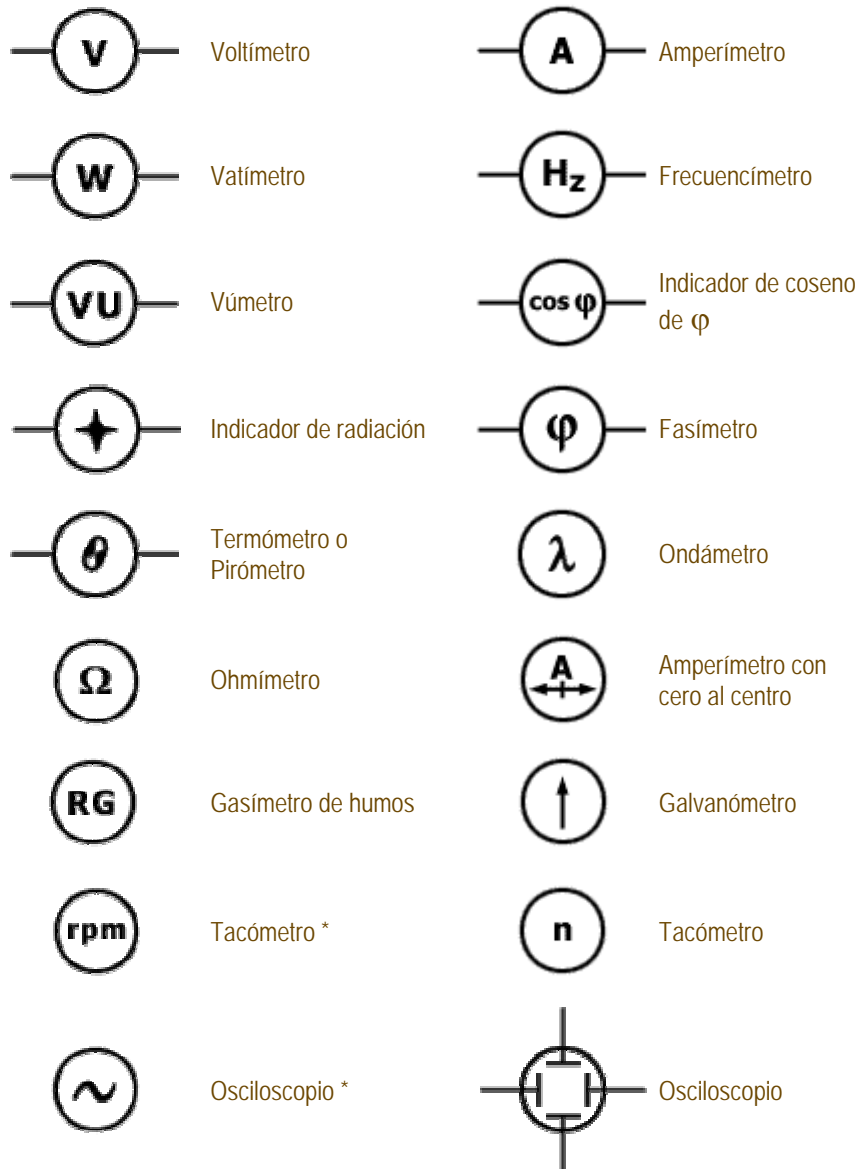 V Voltímetro A Amperímetro
W Vatímetro Hz Frecuencímetro
VU Vúmetro cos φ Indicador de coseno
de φ
Indicador de radiación φ Fasímetro
θ Termómetro o
Pirómetro
λ Ondámetro
Ω Ohmímetro A Amperímetro con
cero al centro
RG Gasímetro de humos Galvanómetro
rpm Tacómetro * n Tacómetro
Osciloscopio * Osciloscopio